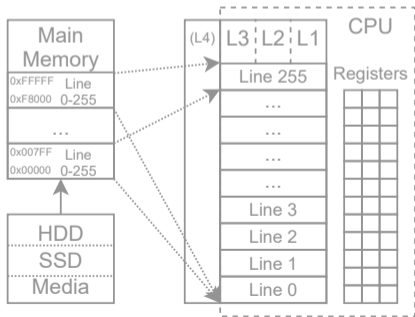 Main
Memory
0xFFFFF Line
0xF8000 0-255
...
0x007FF Line
0x00000 0-255
HDD
SSD
Media
(L4) L3 L2 L1
Line 255
...
...
...
...
Line 3
Line 2
Line 1
Line 0
CPU
Registers